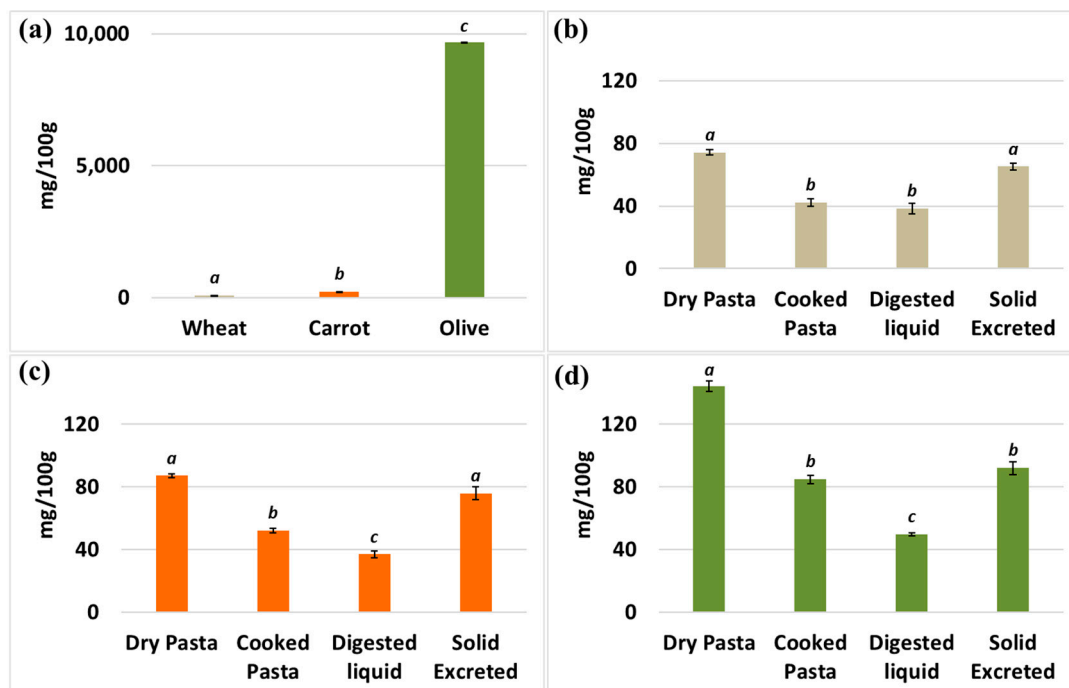 (a)
mg/100g
10,000
5,000
0
a
b
c
Wheat Carrot Olive
(b)
mg/100g
120
80
40
0
a
b
b
a
Dry Pasta Cooked Digested Solid
Pasta liquid Excreted
(c)
mg/100g
120
80
40
0
a
b
c
a
Dry Pasta Cooked Digested Solid
Pasta liquid Excreted
(d)
mg/100g
120
80
40
0
a
b
c
b
Dry Pasta Cooked Digested Solid
Pasta liquid Excreted